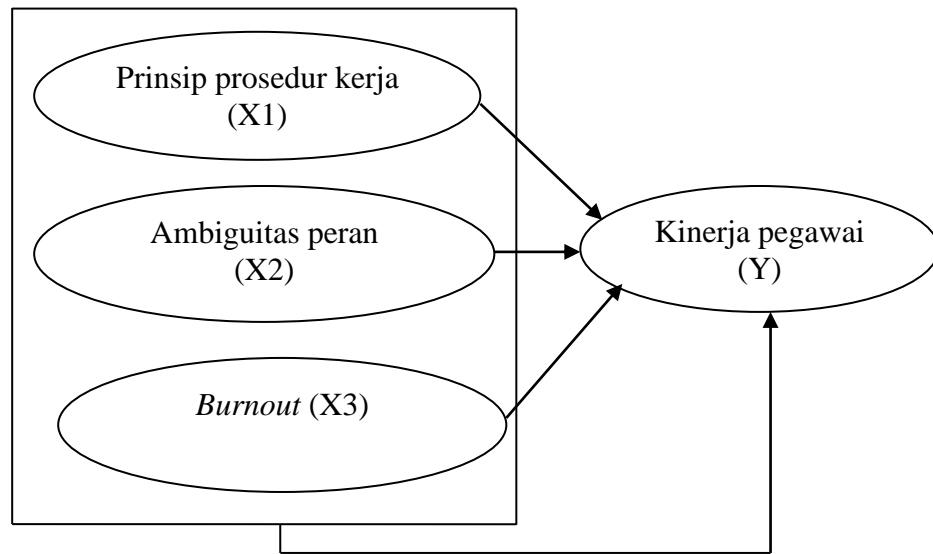 Prinsip prosedur kerja
(X1)
Ambiguitas peran
(X2)
Burnout (X3)
Kinerja pegawai
(Y)